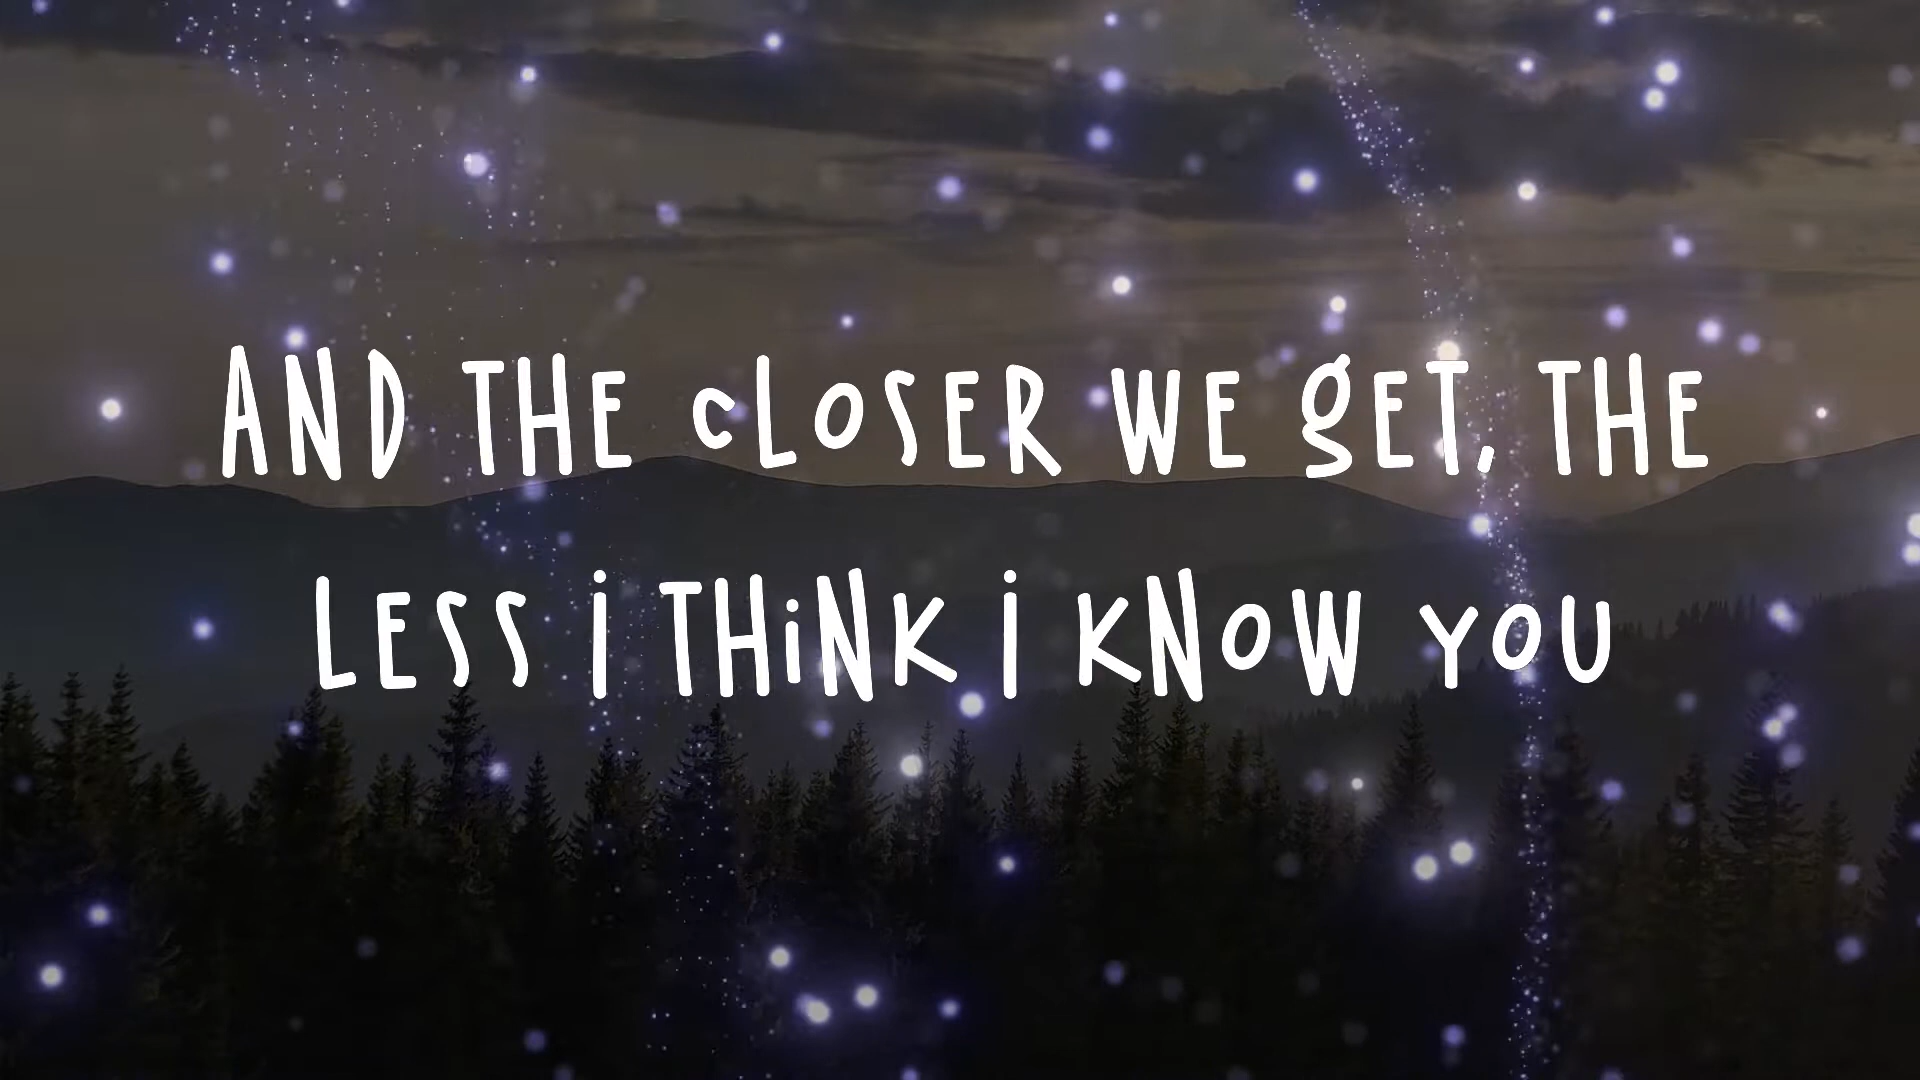 AND THE CLOSER WE GET, THE
LESS I THINK I KNOW YOU